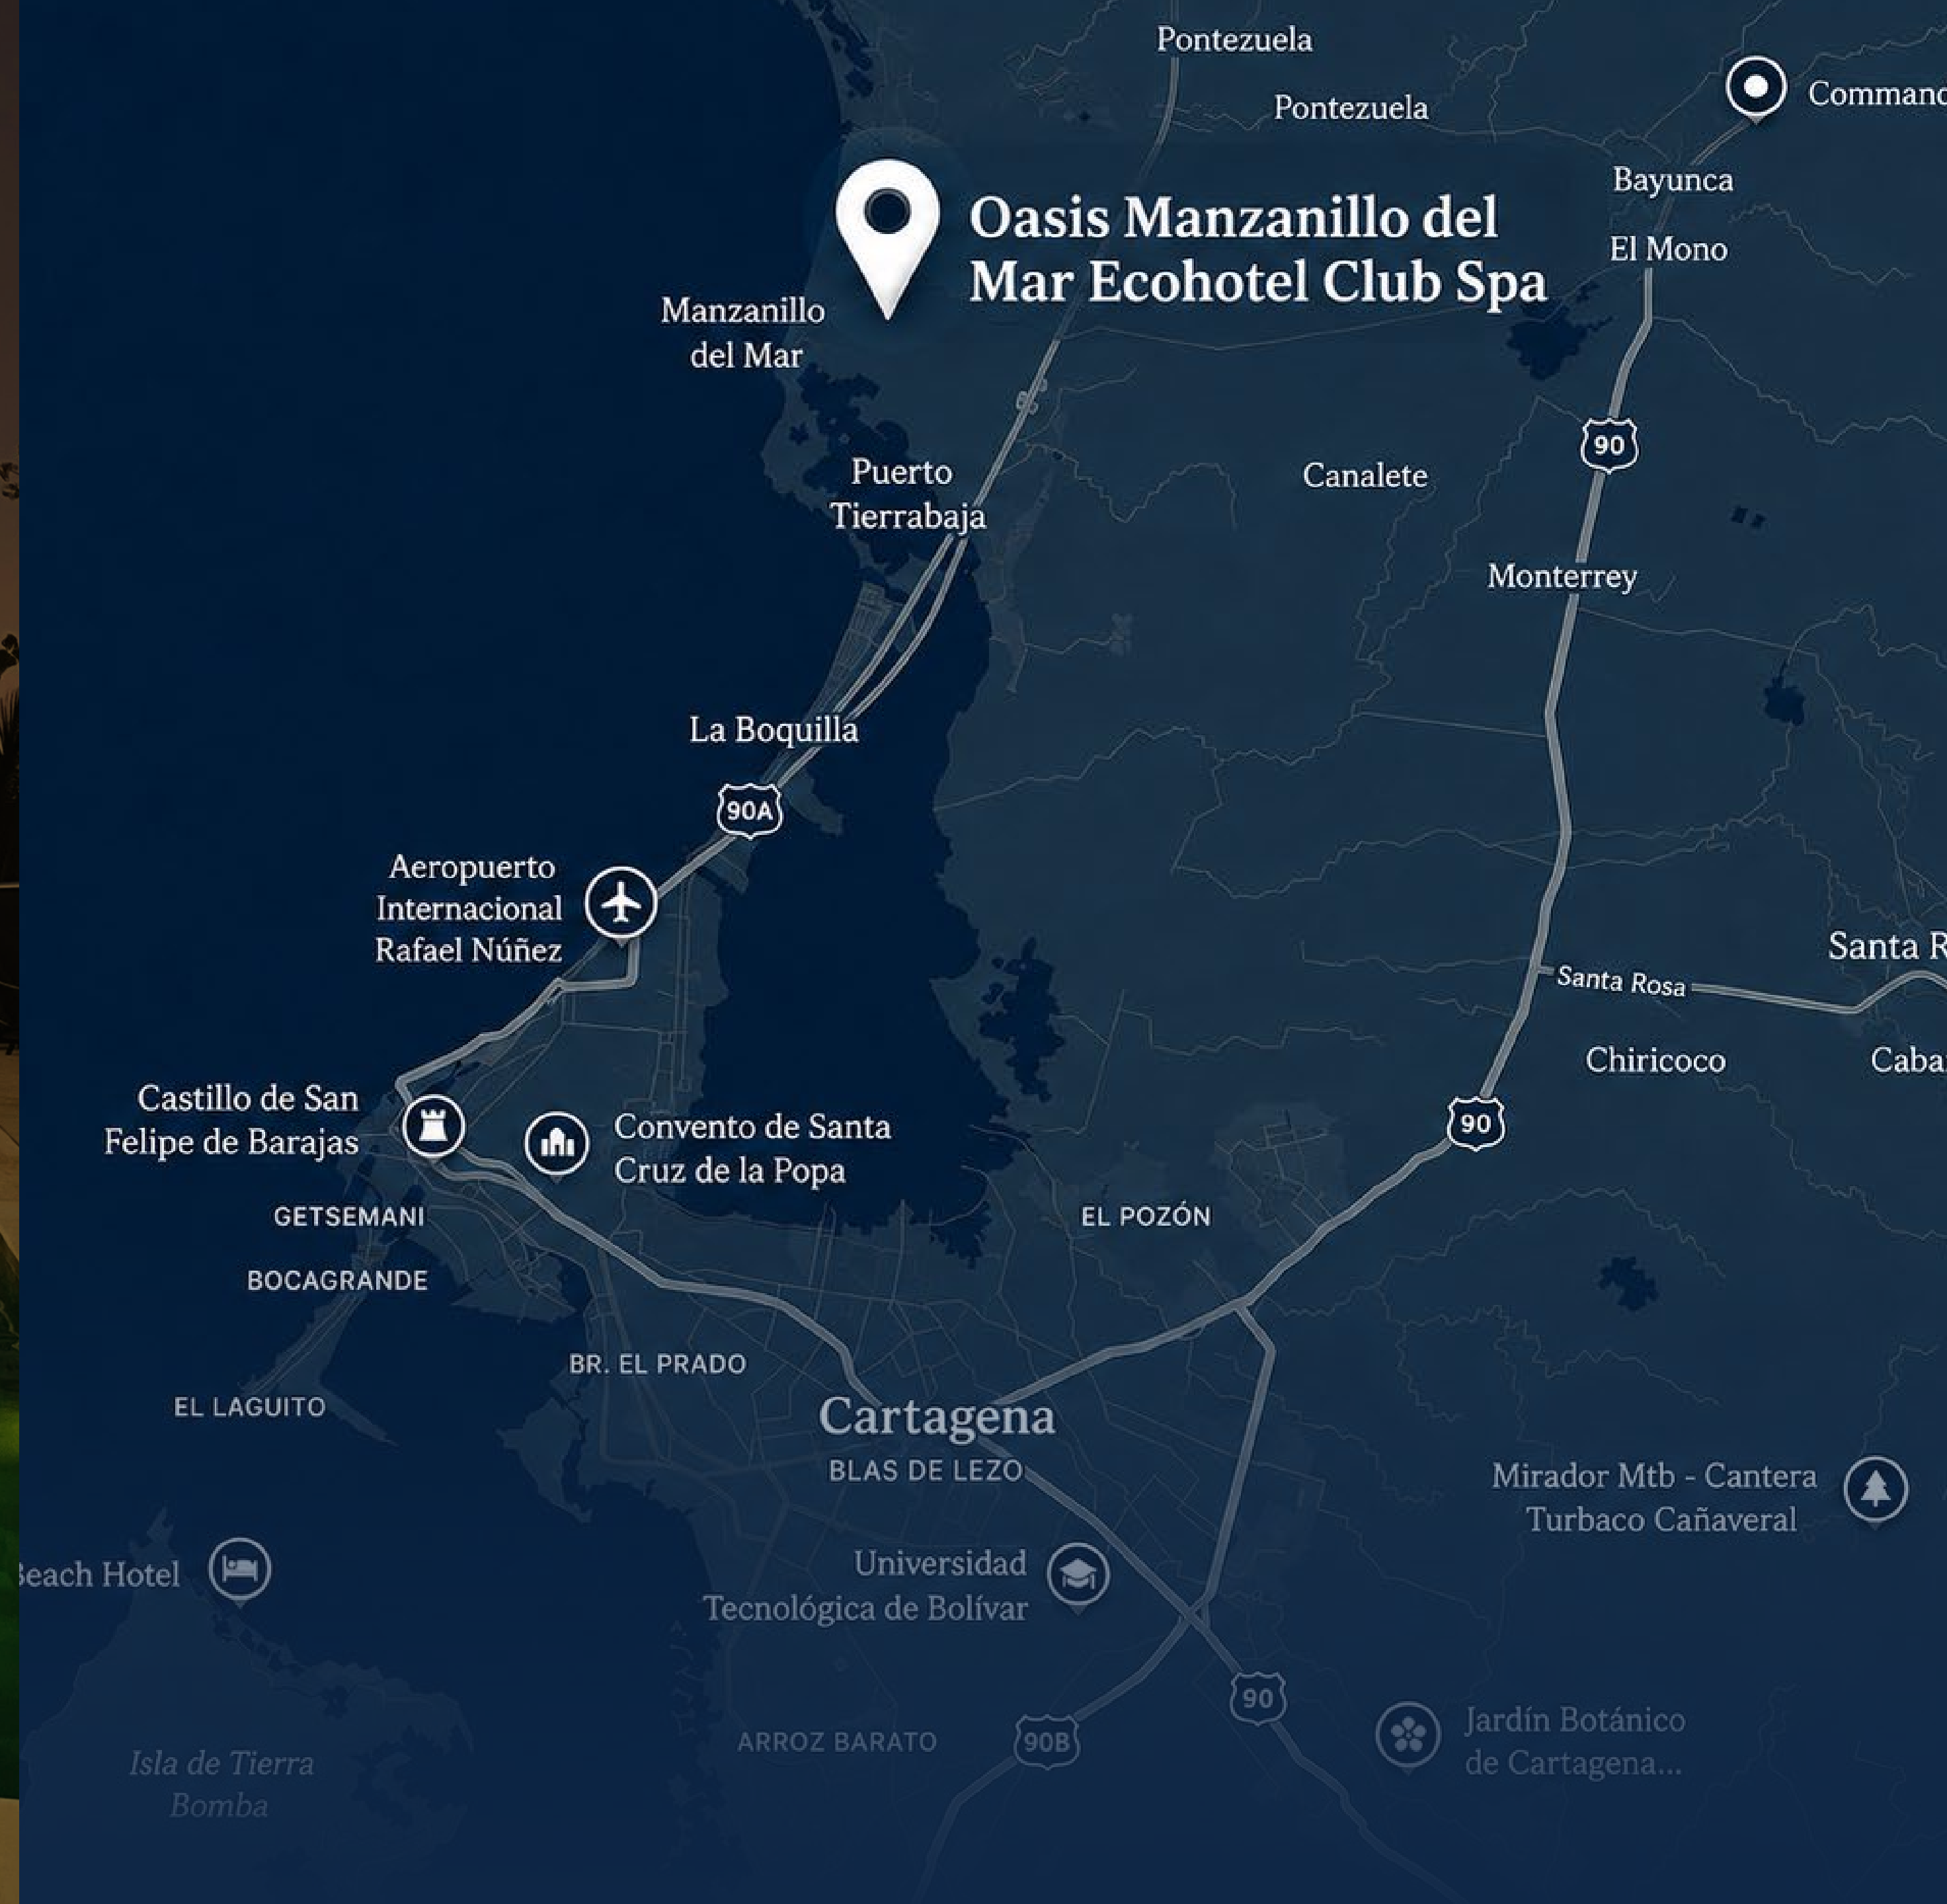 Pontezuela
Command
Pontezuela
Bayunca
Oasis Manzanillo del
Mar Ecohotel Club Spa
El Mono
Manzanillo
del Mar
90
Puerto
Tierrabaja
Canalete
Monterrey
La Boquilla
90A
Aeropuerto
Internacional
Rafael Núñez
Santa R
Santa Rosa
Chiricoco
Caba
Castillo de San
Felipe de Barajas
Convento de Santa
Cruz de la Popa
90
GETSEMANI
EL POZÓN
BOCAGRANDE
BR. EL PRADO
EL LAGUITO
Cartagena
BLAS DE LEZO
Mirador Mtb - Cantera
Turbaco Cañaveral
Beach Hotel
Universidad
Tecnológica de Bolívar
90
ARROZ BARATO
90B
Jardín Botánico
de Cartagena...
Isla de Tierra
Bomba